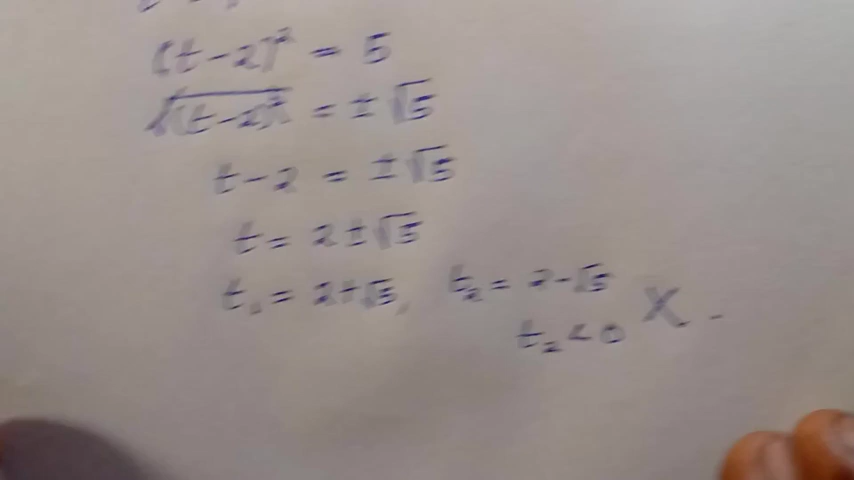 (t-2)² = 5
√(t-2)² = ±√5
t-2 = ±√5
t = 2±√5
t₁ = 2+√5, t₂ = 2-√5 X.
t₂ < 0